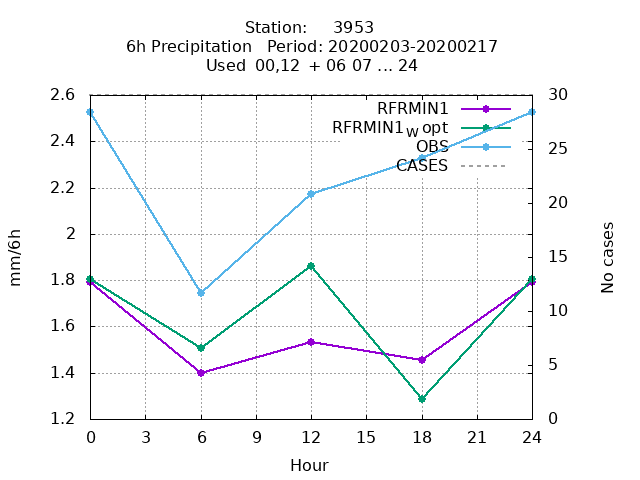 Station: 3953
6h Precipitation Period: 20200203-20200217
Used 00,12 + 06 07 ... 24
2.6
2.4
2.2
2
1.8
1.6
1.4
1.2
30
25
20
15
10
5
0
RFRMIN1
RFRMIN1w opt
OBS
CASES
mm/6h
No cases
0 3 6 9 12 15 18 21 24
Hour